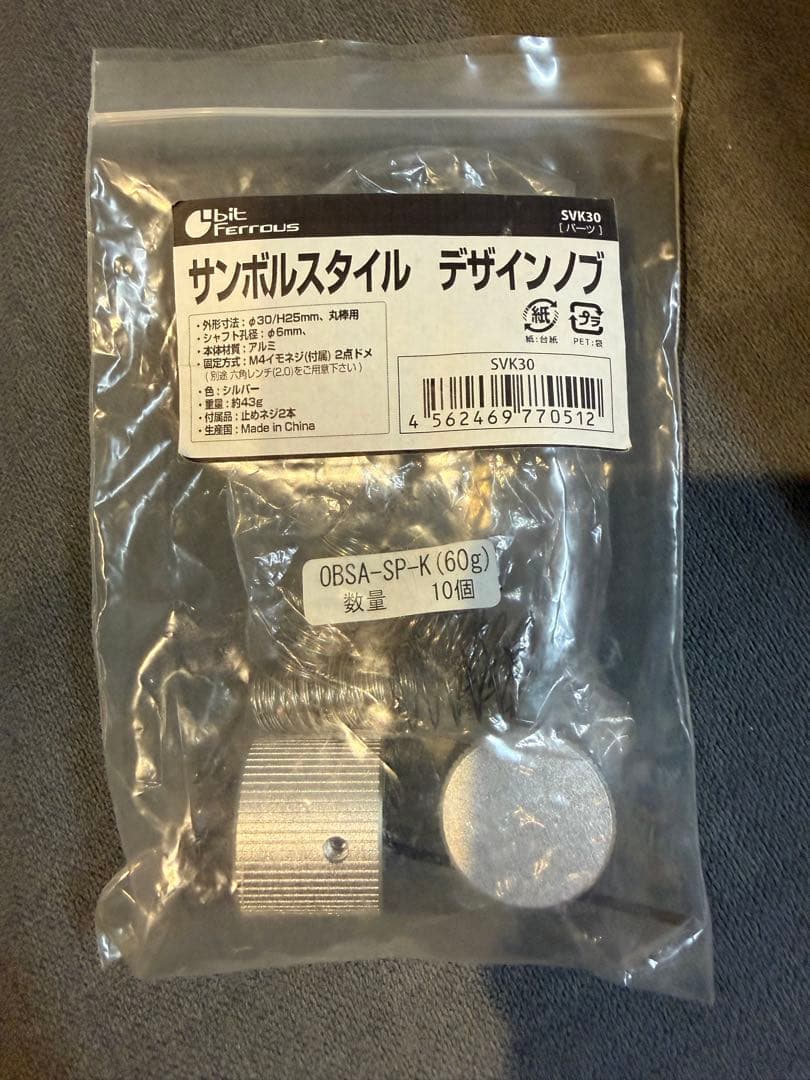 bit
Ferrous
SVK30
[パーツ]
サンボルスタイル デザインノブ
・外形寸法：φ30/H25mm、丸棒用
・シャフト孔径：φ6mm、
・本体材質：アルミ
・固定方式：M4イモネジ(付属) 2点ドメ
(別途 六角レンチ(2.0)をご用意下さい)
・色：シルバー
・重量：約43g
・付属品：止めネジ2本
・生産国：Made in China
紙
紙：台紙
プラ
PET：袋
SVK30
4 562469 770512
OBSA-SP-K(60g)
数量 10個